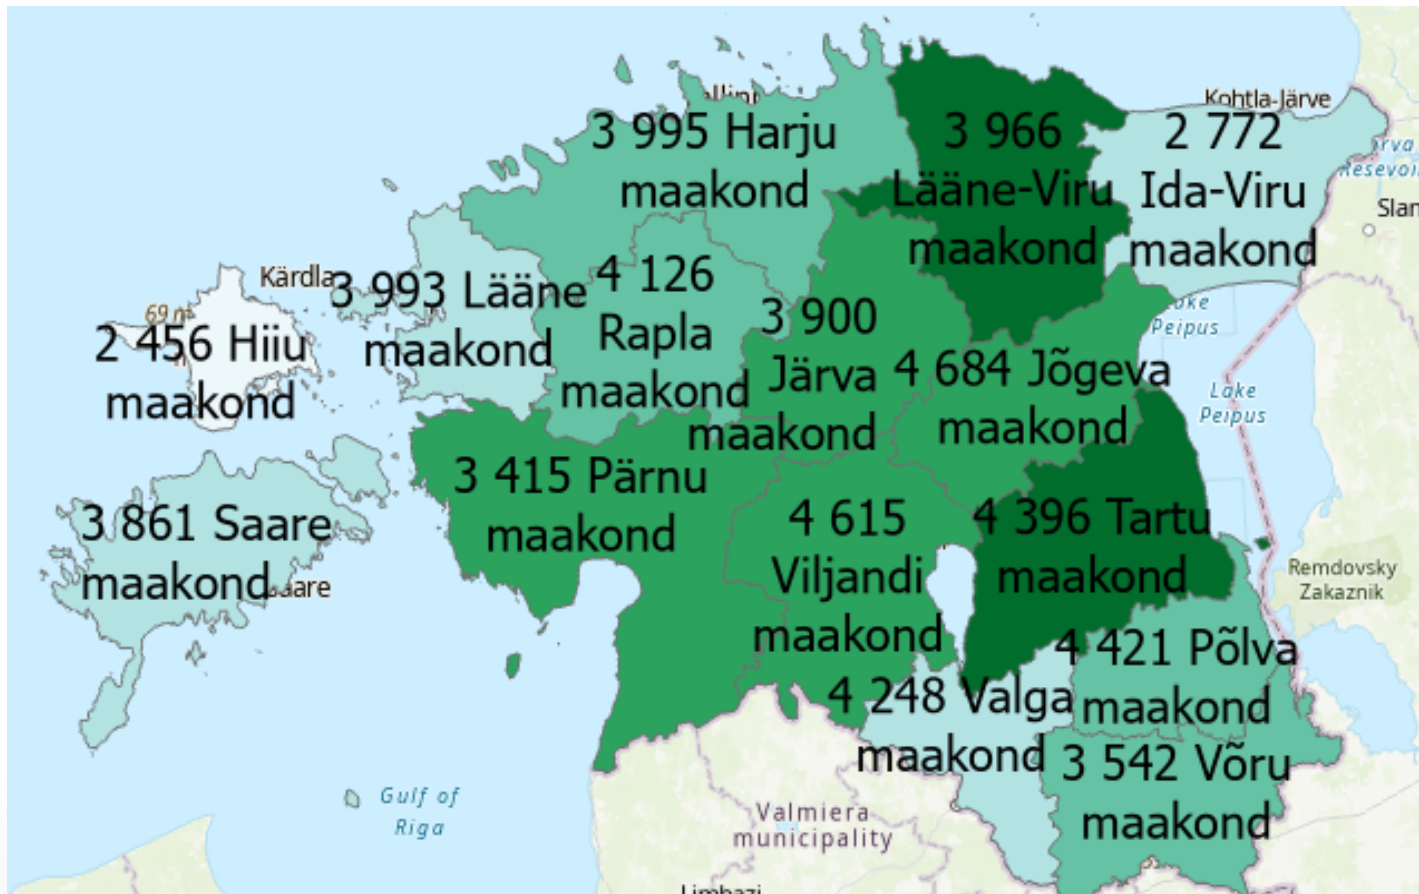 Kohtla-Järve
3 995 Harju
maakond
3 966
Lääne-Viru
maakond
2 772
Ida-Viru
maakond
Kärdla
3 993 Lääne
maakond
4 126
Rapla
maakond
2 456 Hiiu
maakond
3 900
Järva
maakond
4 684 Jõgeva
maakond
Peipus
Lake
Peipus
3 861 Saare
maakond
3 415 Pärnu
maakond
4 615
Viljandi
maakond
4 396 Tartu
maakond
Remdovsky
Zakaznik
4 421 Põlva
maakond
4 248 Valga
maakond
3 542 Võru
maakond
Gulf of
Riga
Valmiera
municipality